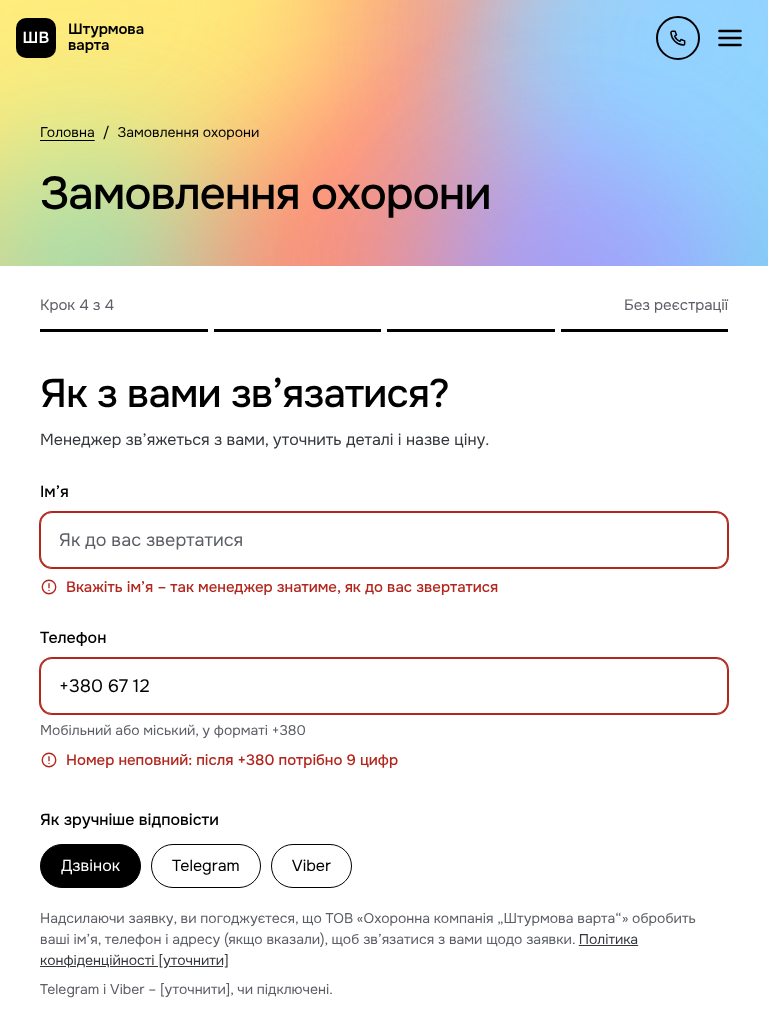 ШВ
Штурмова
варта
Головна / Замовлення охорони
Замовлення охорони
Крок 4 з 4
Без реєстрації
Як з вами зв’язатися?
Менеджер зв’яжеться з вами, уточнить деталі і назве ціну.
Ім’я
Як до вас звертатися
Вкажіть ім’я – так менеджер знатиме, як до вас звертатися
Телефон
+380 67 12
Мобільний або міський, у форматі +380
Номер неповний: після +380 потрібно 9 цифр
Як зручніше відповісти
Дзвінок
Telegram
Viber
Надсилаючи заявку, ви погоджуєтеся, що ТОВ «Охоронна компанія „Штурмова варта“» обробить
ваші ім’я, телефон і адресу (якщо вказали), щоб зв’язатися з вами щодо заявки. Політика
конфіденційності [уточнити]
Telegram і Viber – [уточнити], чи підключені.